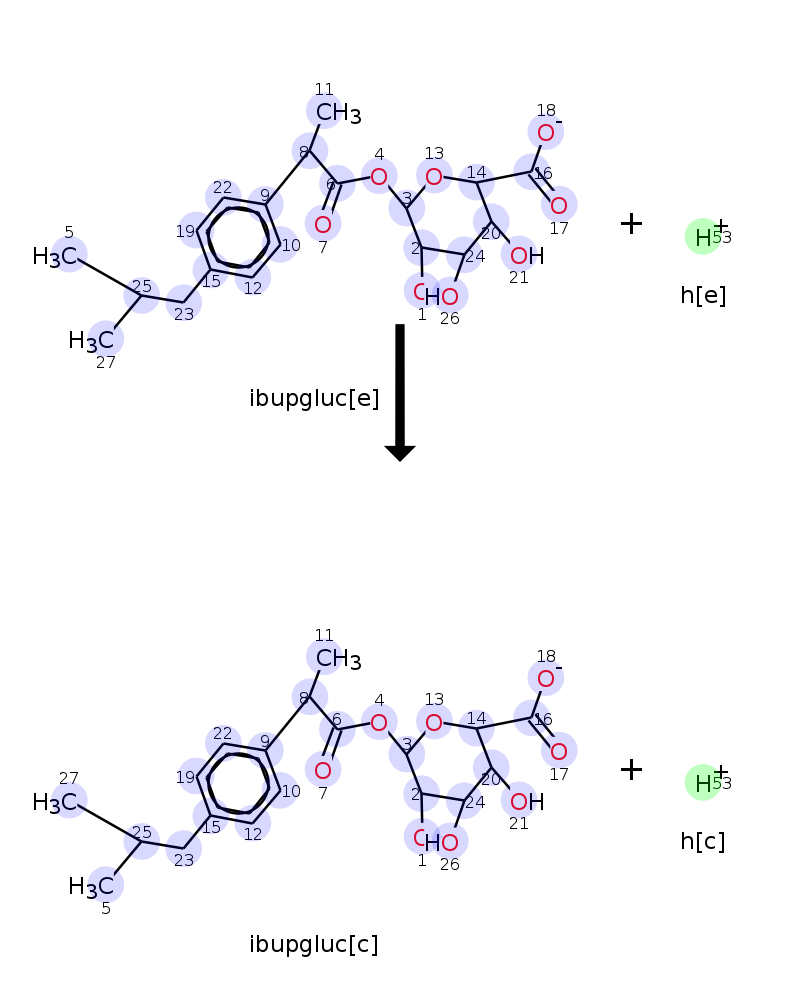 11
CH3
18
O-
4
13
8
O
O
14
16
22
9
6
3
O
5
19
O
2
20
17
+
H+
53
H3C
10
7
24
OH
15
12
21
h[e]
25
O
HO
23
1
26
H3C
27
ibupgluc[e]
11
CH3
18
O-
4
13
8
O
O
14
16
22
9
6
3
O
27
19
O
2
20
17
+
H+
53
H3C
10
7
24
OH
15
12
21
h[c]
25
O
HO
23
1
26
H3C
5
ibupgluc[c]